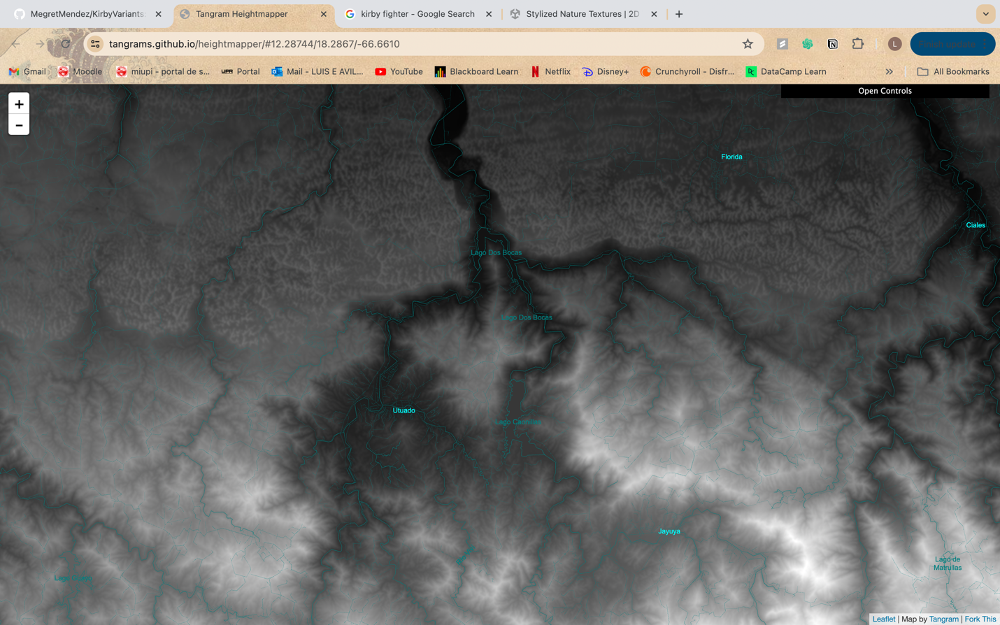 MegretMendez/KirbyVariants:
Tangram Heightmapper
kirby fighter - Google Search
Stylized Nature Textures | 2D
tangrams.github.io/heightmapper/#12.28744/18.2867/-66.6610
L
Finish update
Gmail
Moodle
miupi - portal de s...
UPR Portal
Mail - LUIS E AVIL...
YouTube
Blackboard Learn
Netflix
Disney+
Crunchyroll - Disfr...
DataCamp Learn
All Bookmarks
+
−
Open Controls
Florida
Ciales
Lago Dos Bocas
Lago Dos Bocas
Utuado
Lago Caonillas
Jayuya
Lago de
Matrullas
Lago
Leaflet | Map by Tangram | Fork This